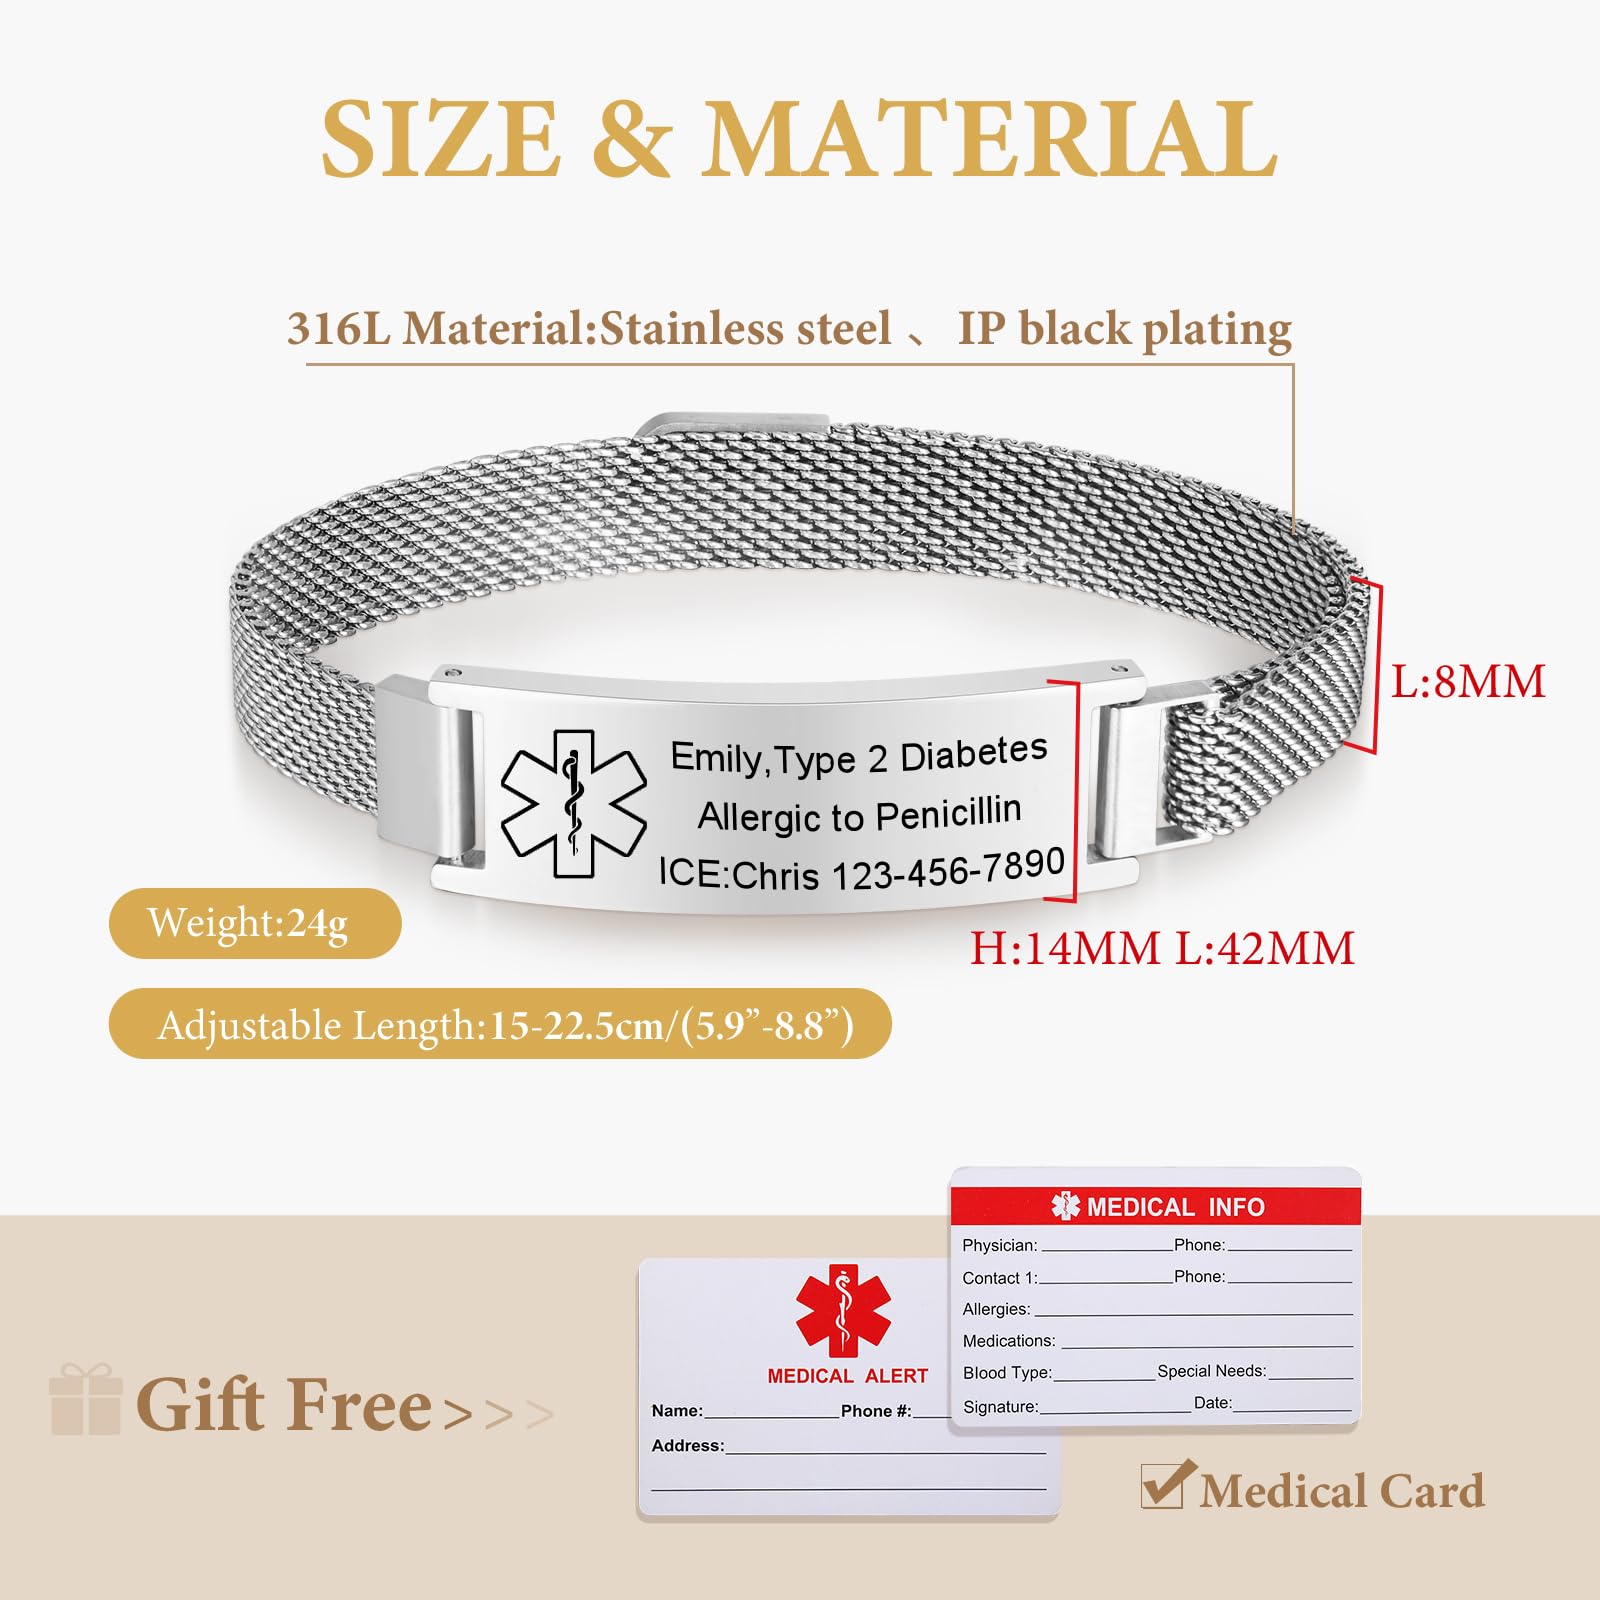 SIZE & MATERIAL
316L Material:Stainless steel 、 IP black plating
L:8MM
Emily,Type 2 Diabetes
Allergic to Penicillin
ICE:Chris 123-456-7890
H:14MM L:42MM
Weight:24g
Adjustable Length:15-22.5cm/(5.9”-8.8”)
Gift Free>>>
MEDICAL ALERT
Name: Phone #:
Address:
MEDICAL INFO
Physician: Phone:
Contact 1: Phone:
Allergies:
Medications:
Blood Type: Special Needs:
Signature: Date:
Medical Card